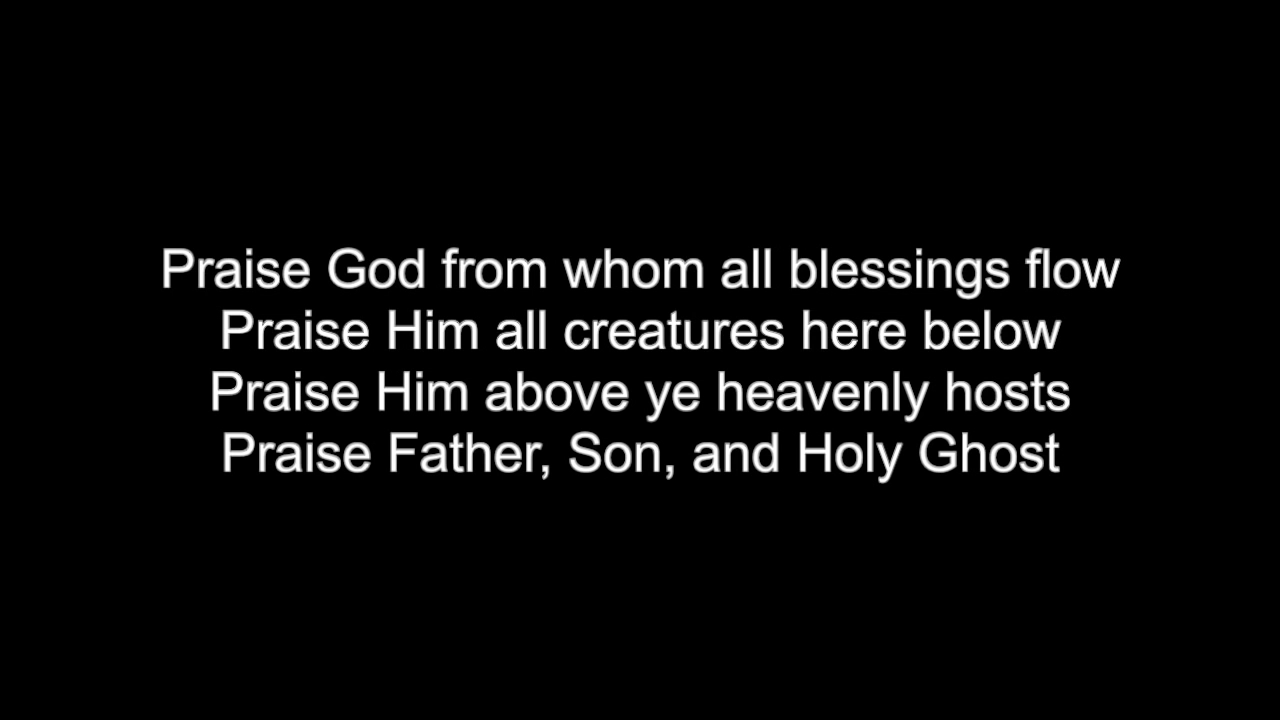 Praise God from whom all blessings flow
Praise Him all creatures here below
Praise Him above ye heavenly hosts
Praise Father, Son, and Holy Ghost